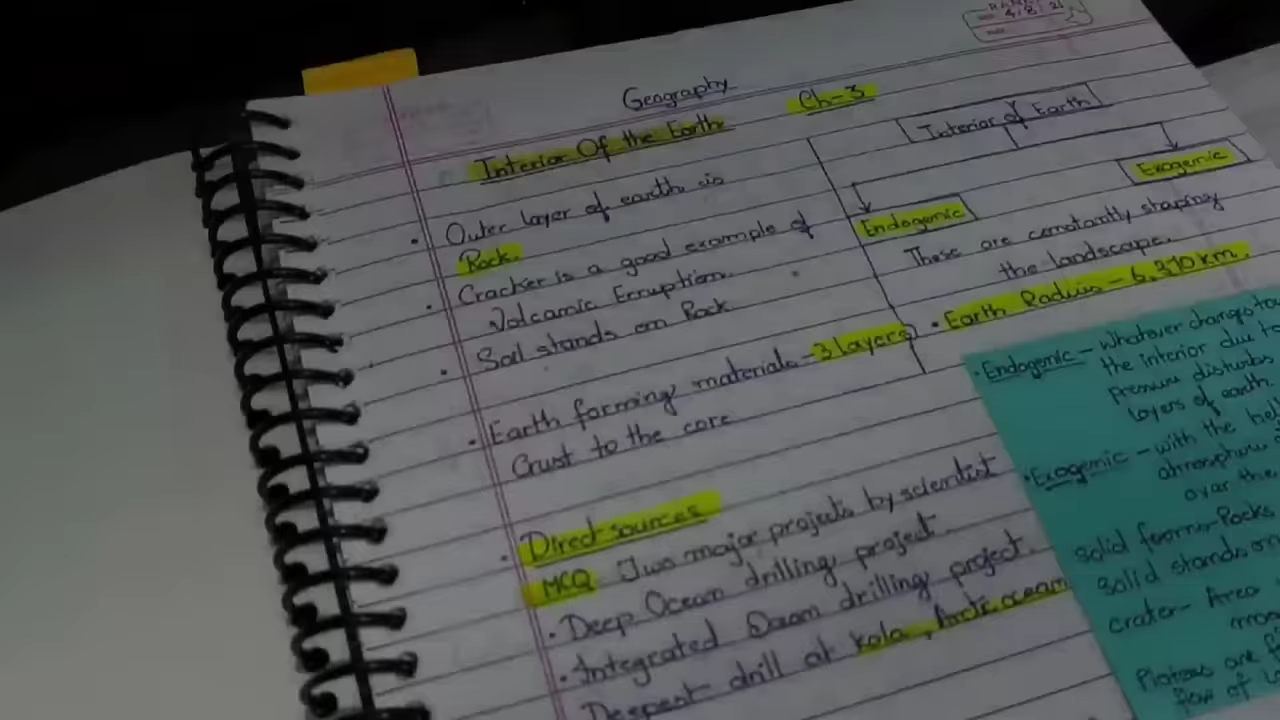 Geography
Interior Of the Earth Ch-3
• Outer layer of earth is
Rock.
• Cracker is a good example of
Volcanic Erruption.
• Soil stands on Rock
Earth forming materials - 3 layers
• Crust to the core
• Direct sources
MCQ Two major projects by scientist
• Deep Ocean drilling project.
• Integrated Ocean drilling project.
Deepest drill at Kola, Arctic ocean
Interior of Earth
Exogenic
Endogenic
These are constantly shaping
the landscape.
• Earth Radius - 6,370 km.
• Endogenic - Whatever changes
the interior due to
pressure disturbs
layers of earth.
• Exogenic - with the
atmosphere
over the
Solid forms-Rocks
Solid stands on
crater- Area
Plateaus are
flow of